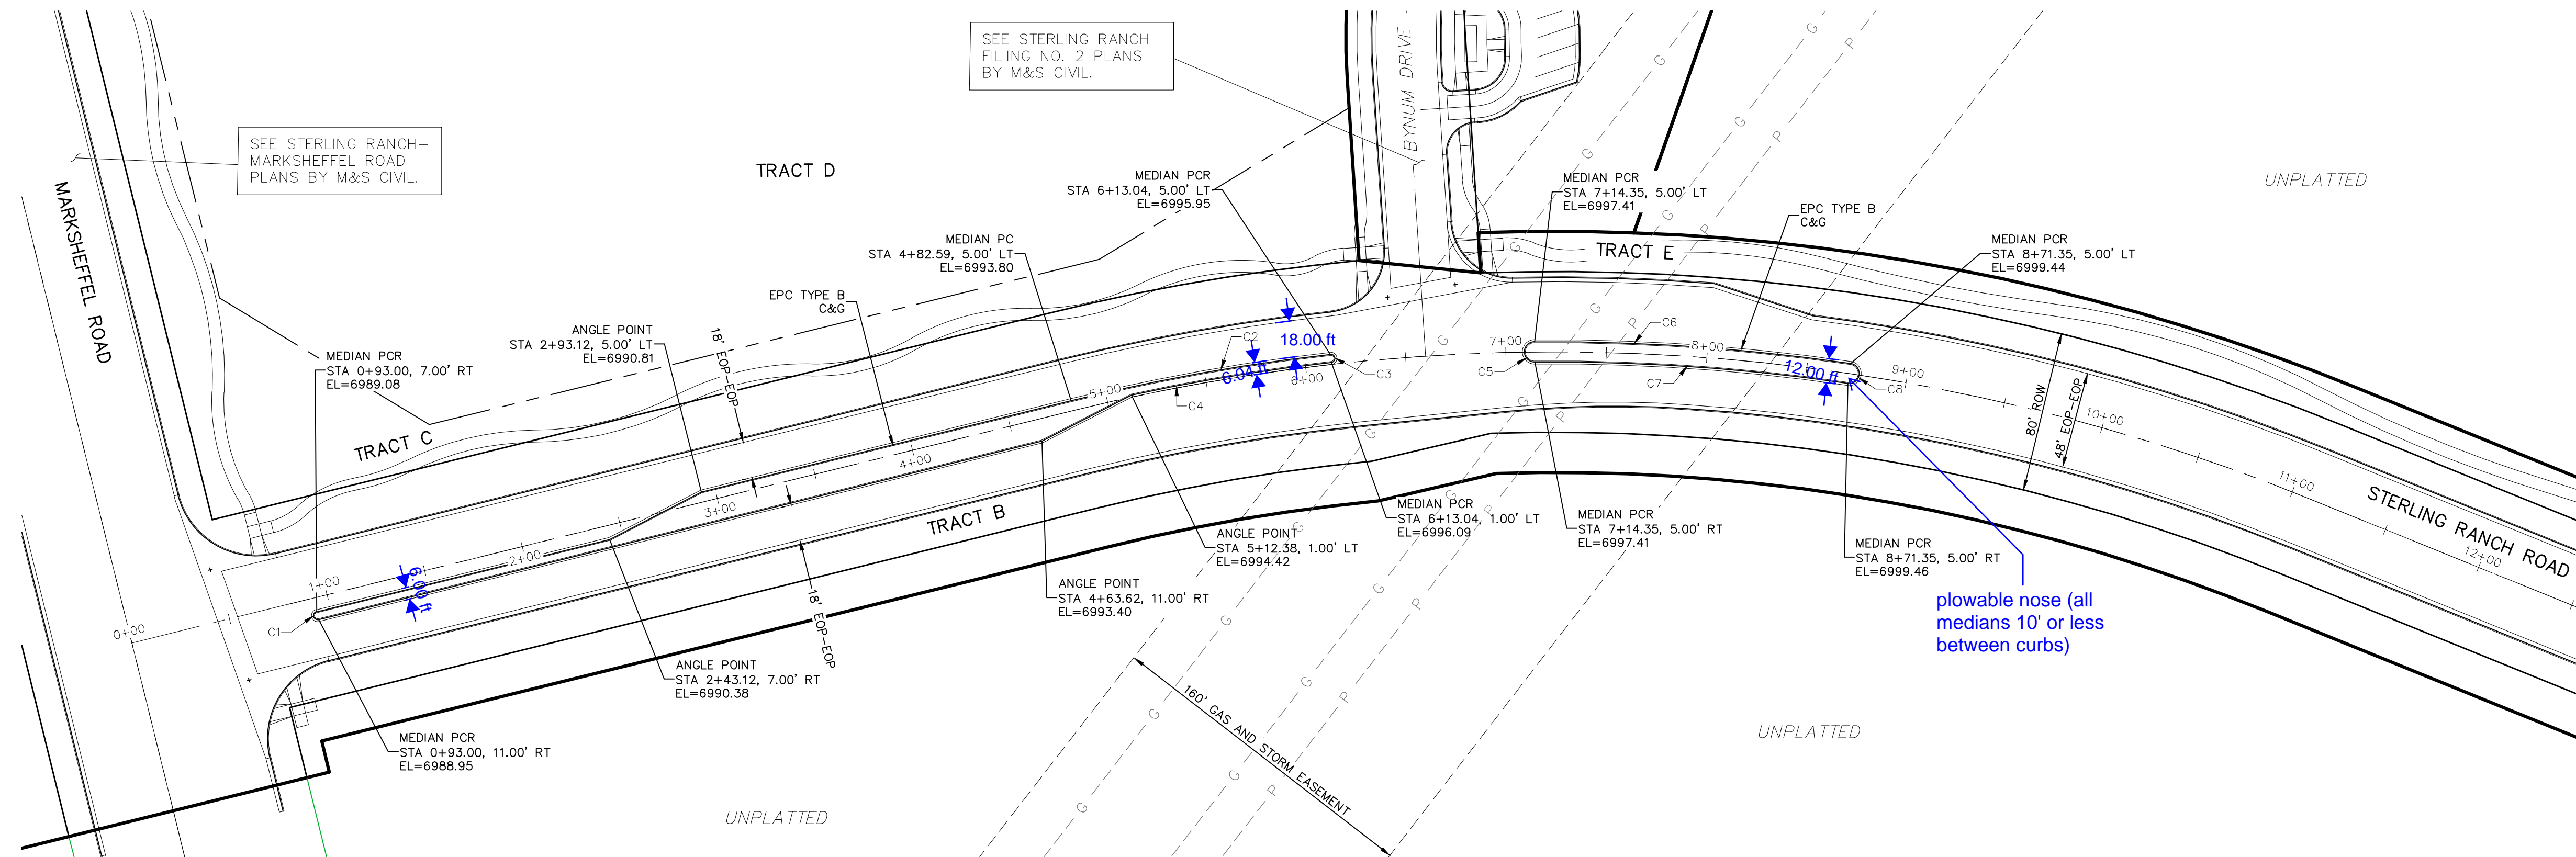 SEE STERLING RANCH
FILIING NO. 2 PLANS
BY M&S CIVIL.
SEE STERLING RANCH–
MARKSHEFFEL ROAD
PLANS BY M&S CIVIL.
MARKSHEFFEL ROAD
TRACT D
BYNUM DRIVE
UNPLATTED
MEDIAN PCR
STA 6+13.04, 5.00' LT
EL=6995.95
MEDIAN PCR
STA 7+14.35, 5.00' LT
EL=6997.41
EPC TYPE B
C&G
MEDIAN PC
STA 4+82.59, 5.00' LT
EL=6993.80
TRACT E
MEDIAN PCR
STA 8+71.35, 5.00' LT
EL=6999.44
EPC TYPE B
C&G
ANGLE POINT
STA 2+93.12, 5.00' LT
EL=6990.81
18' EOP–EOP
MEDIAN PCR
STA 0+93.00, 7.00' RT
EL=6989.08
18.00 ft
6.04 ft
12.00 ft
6.00 ft
C1
C2
C3
C4
C5
C6
C7
C8
0+00
1+00
2+00
3+00
4+00
5+00
6+00
7+00
8+00
9+00
10+00
11+00
12+00
80' ROW
48' EOP–EOP
STERLING RANCH ROAD
TRACT C
TRACT B
18' EOP–EOP
MEDIAN PCR
STA 6+13.04, 1.00' LT
EL=6996.09
MEDIAN PCR
STA 7+14.35, 5.00' RT
EL=6997.41
ANGLE POINT
STA 5+12.38, 1.00' LT
EL=6994.42
MEDIAN PCR
STA 8+71.35, 5.00' RT
EL=6999.46
ANGLE POINT
STA 4+63.62, 11.00' RT
EL=6993.40
plowable nose (all
medians 10' or less
between curbs)
ANGLE POINT
STA 2+43.12, 7.00' RT
EL=6990.38
MEDIAN PCR
STA 0+93.00, 11.00' RT
EL=6988.95
160' GAS AND STORM EASEMENT
UNPLATTED
UNPLATTED
G
G
G
G
G
G
G
G
G
G
G
G
G
G
P
P
P
P
P
P
P